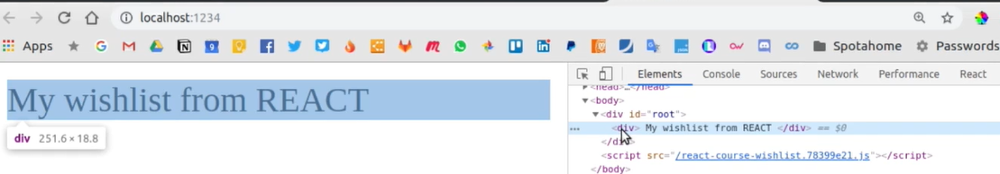 localhost:1234
Apps
Spotahome
Passwords
Elements Console Sources Network Performance React
<head>…</head>
<body>
<div id="root">
My wishlist from REACT
<div> My wishlist from REACT </div> == $0
div 251.6 × 18.8
</div>
<script src="/react-course-wishlist.78399e21.js"></script>
</body>